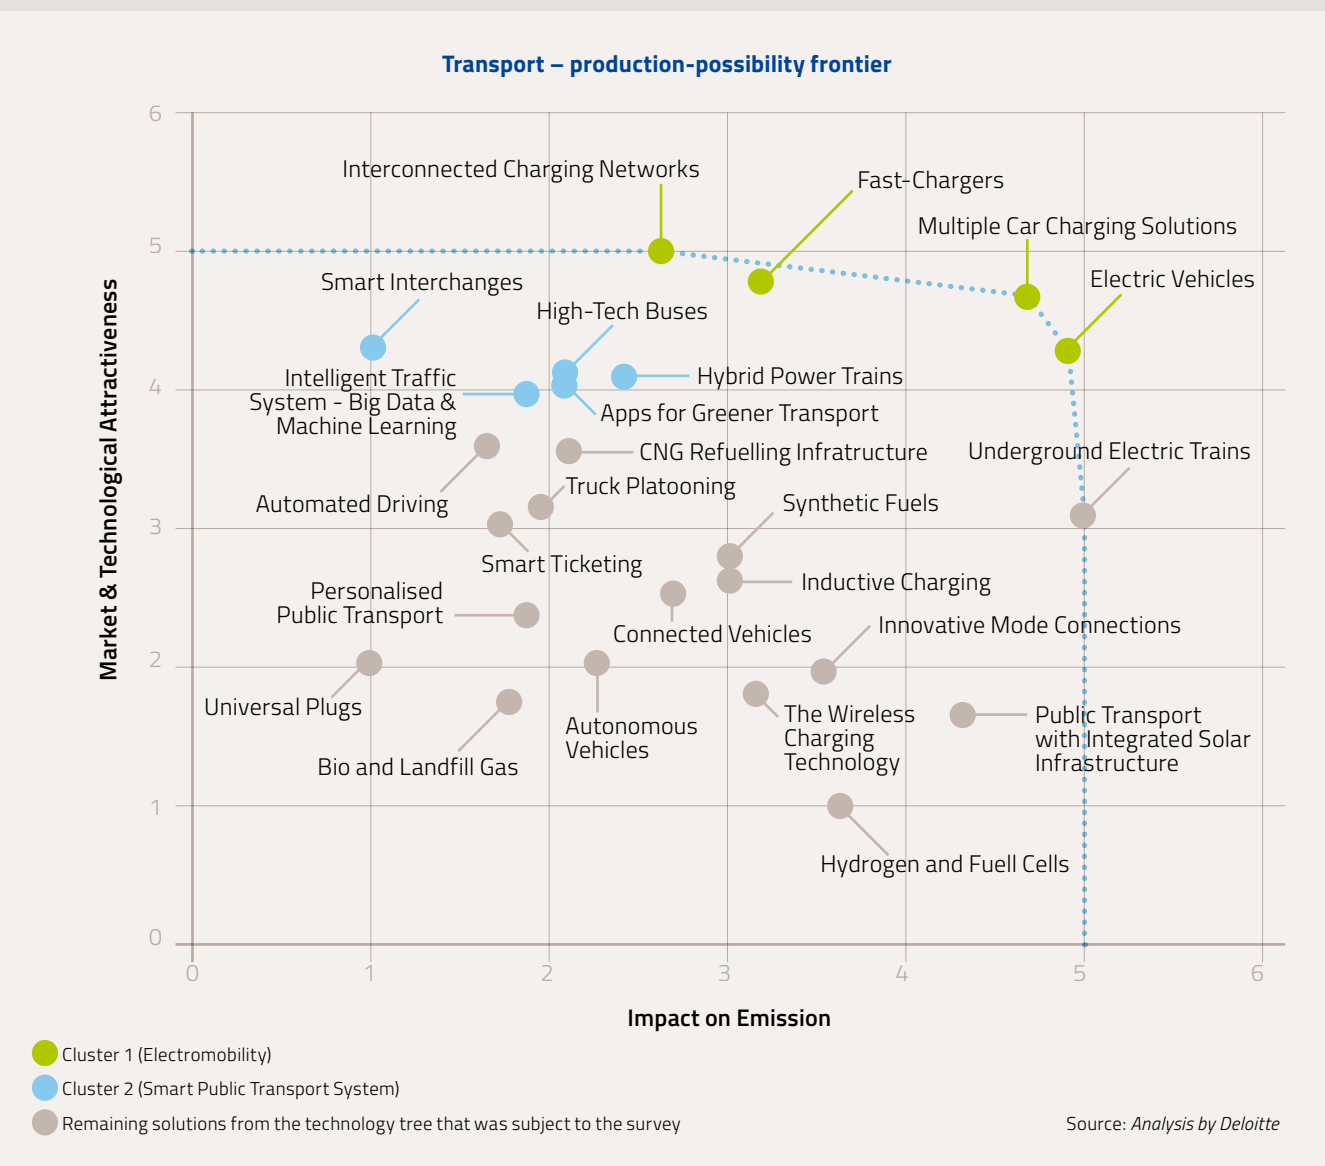 Transport – production-possibility frontier
6
Interconnected Charging Networks
Fast-Chargers
Multiple Car Charging Solutions
5
Electric Vehicles
Smart Interchanges
High-Tech Buses
Intelligent Traffic
System - Big Data &
Machine Learning
Hybrid Power Trains
4
Apps for Greener Transport
CNG Refuelling Infratructure
Underground Electric Trains
Truck Platooning
Automated Driving
Synthetic Fuels
3
Smart Ticketing
Inductive Charging
Personalised
Public Transport
Connected Vehicles
Innovative Mode Connections
2
Universal Plugs
Autonomous
Vehicles
The Wireless
Charging
Technology
Public Transport
with Integrated Solar
Infrastructure
Bio and Landfill Gas
1
Hydrogen and Fuell Cells
0
Market & Technological Attractiveness
0 1 2 3 4 5 6
Impact on Emission
Cluster 1 (Electromobility)
Cluster 2 (Smart Public Transport System)
Remaining solutions from the technology tree that was subject to the survey
Source: Analysis by Deloitte